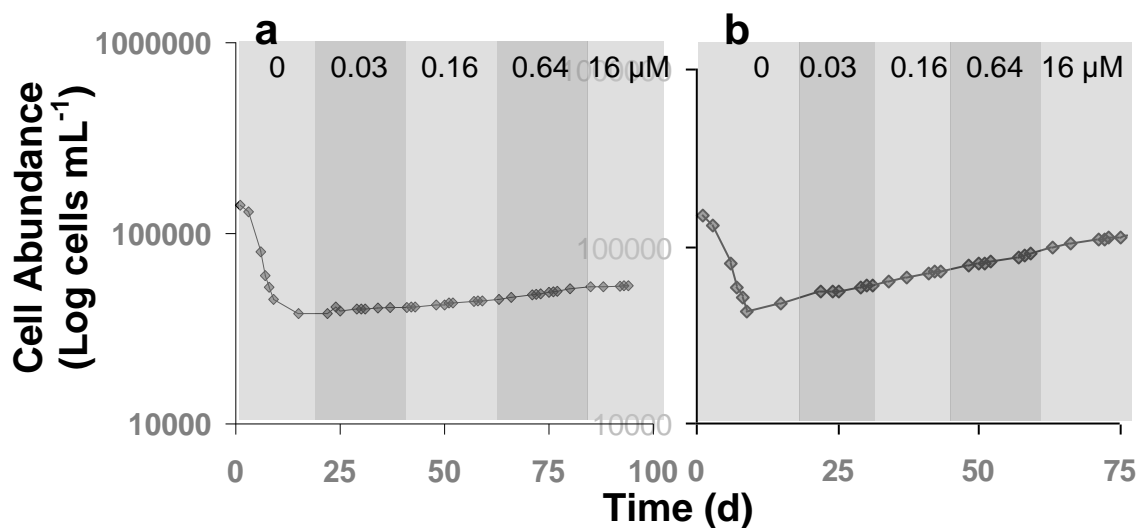 a
b
1000000
100000
10000
0 0.03 0.16 0.64 16 µM
1000000
100000
10000
0 0.03 0.16 0.64 16 µM
Cell Abundance
(Log cells mL-1)
0 25 50 75 100
0 25 50 75
Time (d)